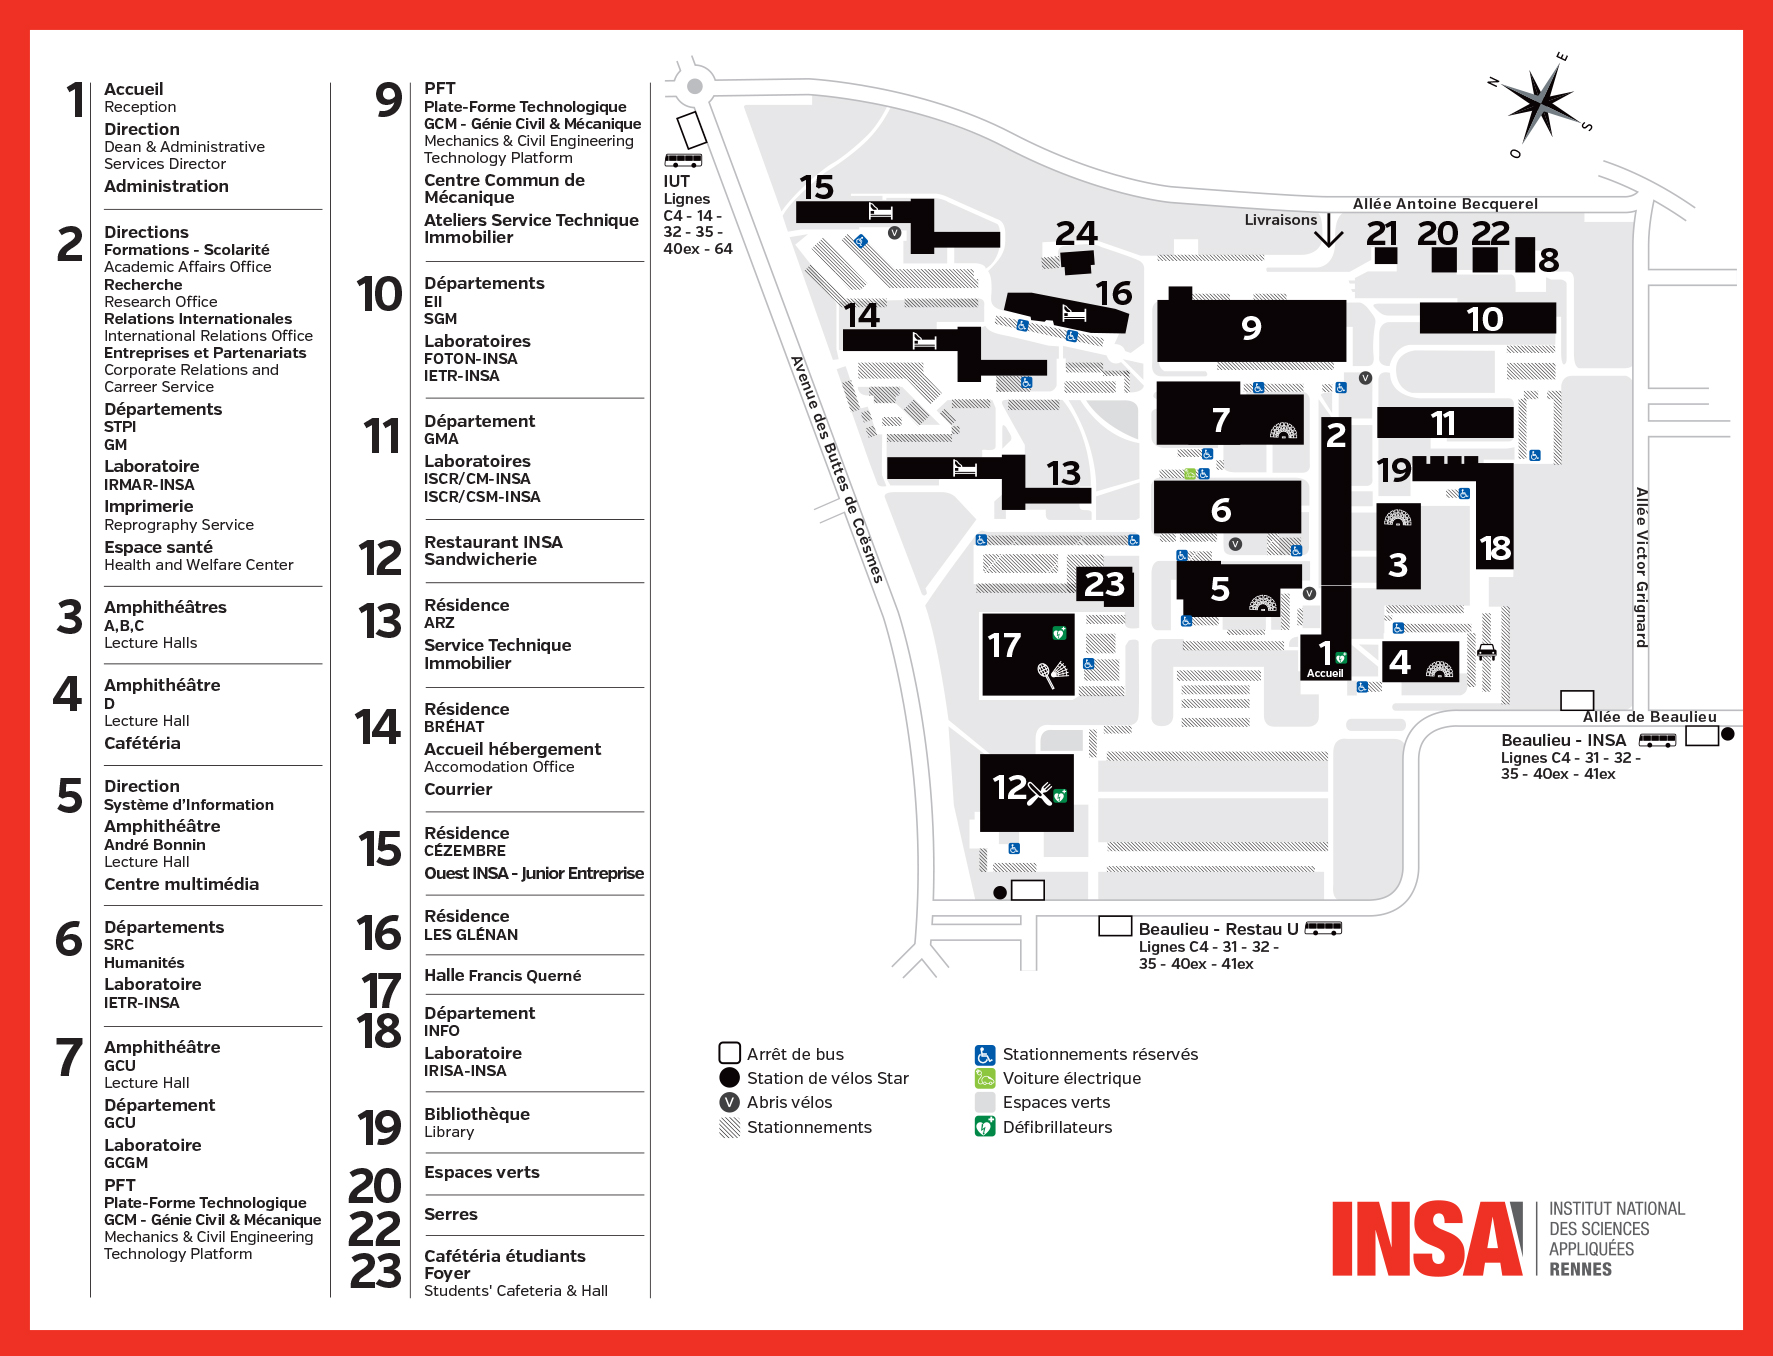 1
Accueil
Reception
Direction
Dean & Administrative
Services Director
Administration
2
Directions
Formations - Scolarité
Academic Affairs Office
Recherche
Research Office
Relations Internationales
International Relations Office
Entreprises et Partenariats
Corporate Relations and
Carreer Service
Départements
STPI
GM
Laboratoire
IRMAR-INSA
Imprimerie
Reprography Service
Espace santé
Health and Welfare Center
3
Amphithéâtres
A,B,C
Lecture Halls
4
Amphithéâtre
D
Lecture Hall
Cafétéria
5
Direction
Système d'Information
Amphithéâtre
André Bonnin
Lecture Hall
Centre multimédia
6
Départements
SRC
Humanités
Laboratoire
IETR-INSA
7
Amphithéâtre
GCU
Lecture Hall
Département
GCU
Laboratoire
GCGM
PFT
Plate-Forme Technologique
GCM - Génie Civil & Mécanique
Mechanics & Civil Engineering
Technology Platform
9
PFT
Plate-Forme Technologique
GCM - Génie Civil & Mécanique
Mechanics & Civil Engineering
Technology Platform
Centre Commun de
Mécanique
Ateliers Service Technique
Immobilier
10
Départements
EII
SGM
Laboratoires
FOTON-INSA
IETR-INSA
11
Département
GMA
Laboratoires
ISCR/CM-INSA
ISCR/CSM-INSA
12
Restaurant INSA
Sandwicherie
13
Résidence
ARZ
Service Technique
Immobilier
14
Résidence
BRÉHAT
Accueil hébergement
Accomodation Office
Courrier
15
Résidence
CÉZEMBRE
Ouest INSA - Junior Entreprise
16
Résidence
LES GLÉNAN
17
Halle Francis Querné
18
Département
INFO
Laboratoire
IRISA-INSA
19
Bibliothèque
Library
20
Espaces verts
22
Serres
23
Cafétéria étudiants
Foyer
Students' Cafeteria & Hall
N
E
S
O
IUT
Lignes
C4 - 14 -
32 - 35 -
40ex - 64
Allée Antoine Becquerel
Livraisons
15
V
24
21
20
22
8
16
14
9
10
V
7
2
11
19
13
6
V
3
18
23
5
V
17
1
Accueil
4
12
Avenue des Buttes de Coësmes
Allée Victor Grignard
Allée de Beaulieu
Beaulieu - INSA
Lignes C4 - 31 - 32 -
35 - 40ex - 41ex
Beaulieu - Restau U
Lignes C4 - 31 - 32 -
35 - 40ex - 41ex
Arrêt de bus
Station de vélos Star
V Abris vélos
Stationnements
Stationnements réservés
Voiture électrique
Espaces verts
Défibrillateurs
INSA
INSTITUT NATIONAL
DES SCIENCES
APPLIQUÉES
RENNES